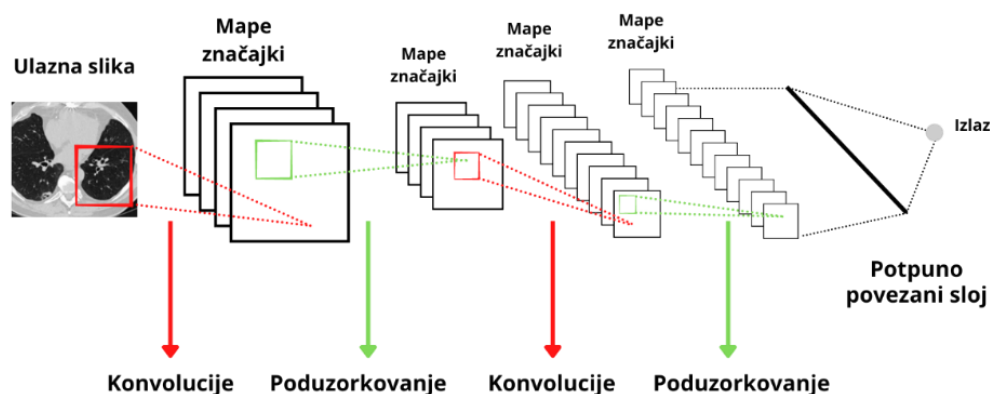 Ulazna slika
Mape
značajki
Mape
značajki
Mape
značajki
Mape
značajki
Izlaz
Potpuno
povezani sloj
Konvolucije
Poduzorkovanje
Konvolucije
Poduzorkovanje